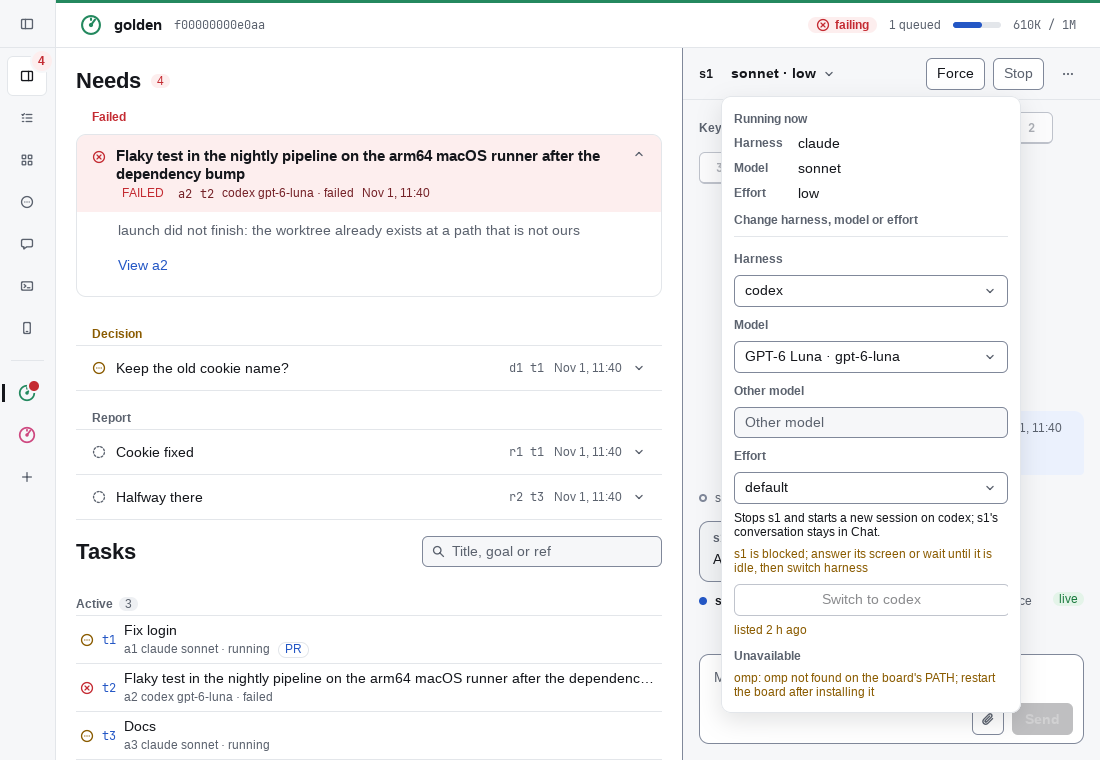 golden f00000000e0aa
failing 1 queued 610K / 1M
4
Needs 4
Failed
Flaky test in the nightly pipeline on the arm64 macOS runner after the
dependency bump
FAILED a2 t2 codex gpt-6-luna · failed Nov 1, 11:40
launch did not finish: the worktree already exists at a path that is not ours
View a2
Decision
Keep the old cookie name? d1 t1 Nov 1, 11:40
Report
Cookie fixed r1 t1 Nov 1, 11:40
Halfway there r2 t3 Nov 1, 11:40
Tasks
Title, goal or ref
Active 3
t1 Fix login
a1 claude sonnet · running PR
t2 Flaky test in the nightly pipeline on the arm64 macOS runner after the dependenc…
a2 codex gpt-6-luna · failed
t3 Docs
a3 claude sonnet · running
s1 sonnet · low
Force
Stop
Key
2
3
Running now
Harness claude
Model sonnet
Effort low
Change harness, model or effort
Harness
codex
Model
GPT-6 Luna · gpt-6-luna
Other model
Other model
Effort
default
Stops s1 and starts a new session on codex; s1's
conversation stays in Chat.
s1 is blocked; answer its screen or wait until it is
idle, then switch harness
Switch to codex
listed 2 h ago
Unavailable
omp: omp not found on the board's PATH; restart
the board after installing it
1, 11:40
live
Send